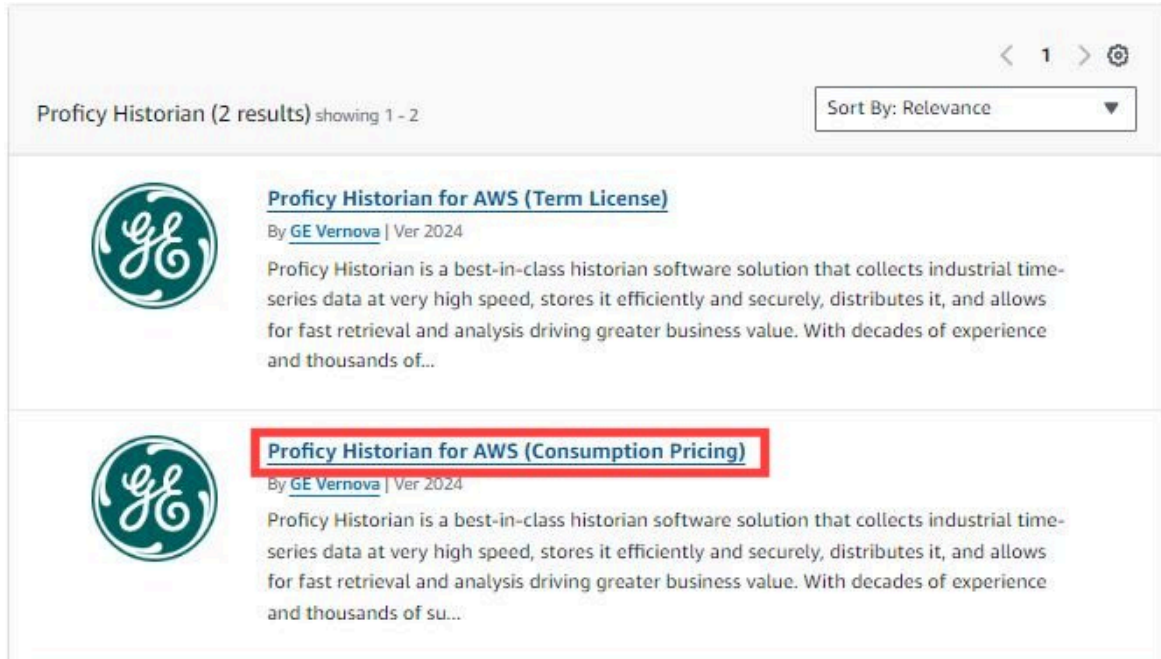 1
Proficy Historian (2 results) showing 1 - 2
Sort By: Relevance
GE
Proficy Historian for AWS (Term License)
By GE Vernova | Ver 2024
Proficy Historian is a best-in-class historian software solution that collects industrial time-
series data at very high speed, stores it efficiently and securely, distributes it, and allows
for fast retrieval and analysis driving greater business value. With decades of experience
and thousands of...
GE
Proficy Historian for AWS (Consumption Pricing)
By GE Vernova | Ver 2024
Proficy Historian is a best-in-class historian software solution that collects industrial time-
series data at very high speed, stores it efficiently and securely, distributes it, and allows
for fast retrieval and analysis driving greater business value. With decades of experience
and thousands of su...